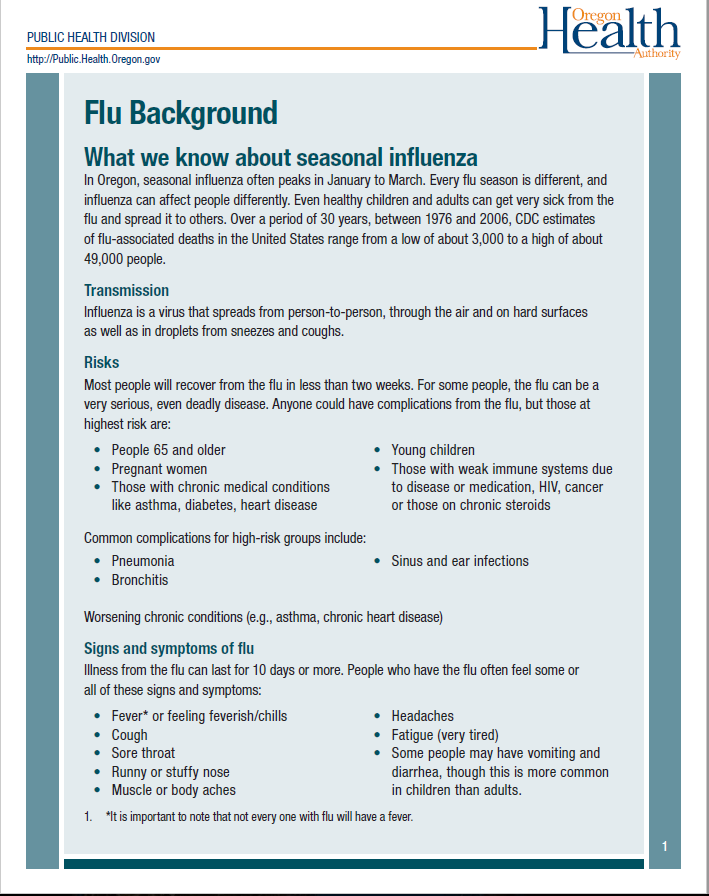 PUBLIC HEALTH DIVISION
http://Public.Health.Oregon.gov
Oregon
Health
Authority
Flu Background
What we know about seasonal influenza
In Oregon, seasonal influenza often peaks in January to March. Every flu season is different, and
influenza can affect people differently. Even healthy children and adults can get very sick from the
flu and spread it to others. Over a period of 30 years, between 1976 and 2006, CDC estimates
of flu-associated deaths in the United States range from a low of about 3,000 to a high of about
49,000 people.
Transmission
Influenza is a virus that spreads from person-to-person, through the air and on hard surfaces
as well as in droplets from sneezes and coughs.
Risks
Most people will recover from the flu in less than two weeks. For some people, the flu can be a
very serious, even deadly disease. Anyone could have complications from the flu, but those at
highest risk are:
• People 65 and older
• Pregnant women
• Those with chronic medical conditions
like asthma, diabetes, heart disease
• Young children
• Those with weak immune systems due
to disease or medication, HIV, cancer
or those on chronic steroids
Common complications for high-risk groups include:
• Pneumonia
• Bronchitis
• Sinus and ear infections
Worsening chronic conditions (e.g., asthma, chronic heart disease)
Signs and symptoms of flu
Illness from the flu can last for 10 days or more. People who have the flu often feel some or
all of these signs and symptoms:
• Fever* or feeling feverish/chills
• Cough
• Sore throat
• Runny or stuffy nose
• Muscle or body aches
• Headaches
• Fatigue (very tired)
• Some people may have vomiting and
diarrhea, though this is more common
in children than adults.
1. *It is important to note that not every one with flu will have a fever.
1